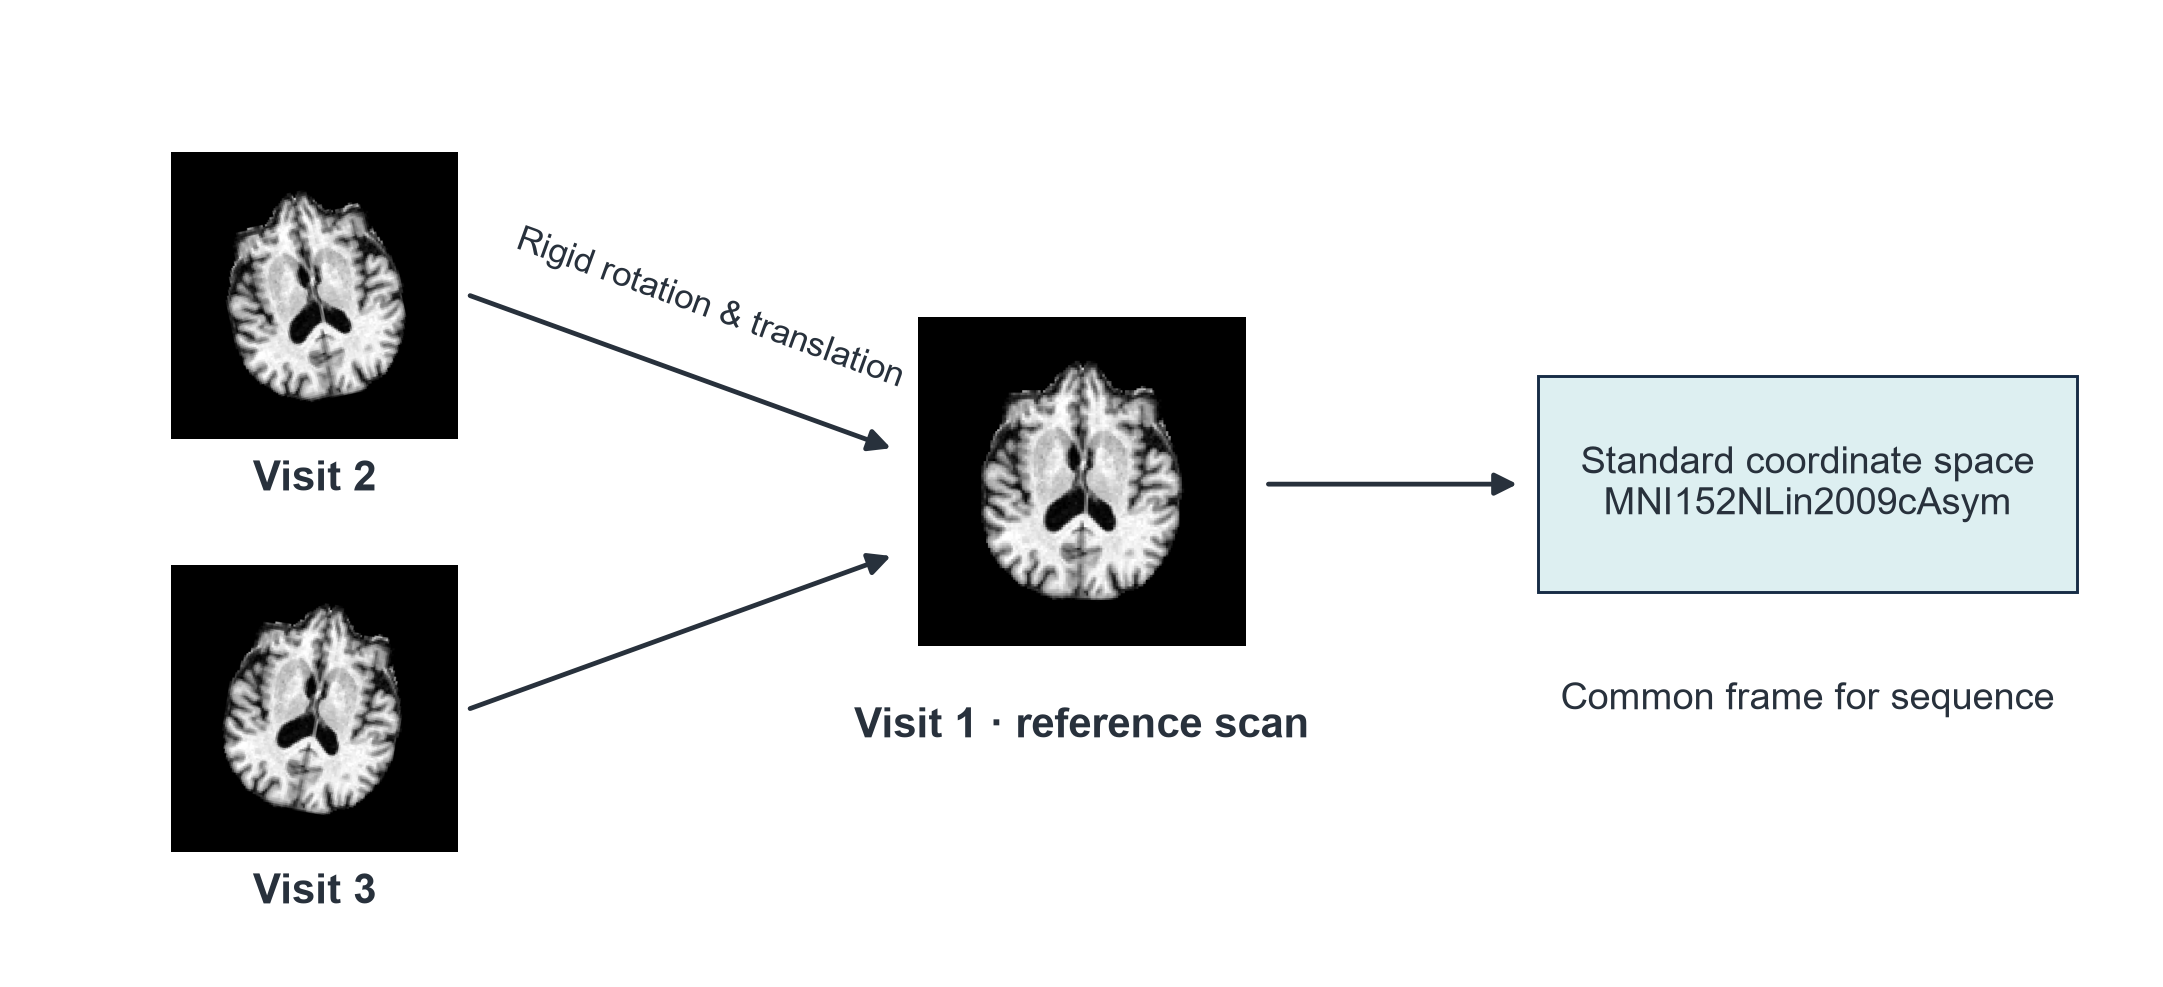 Rigid rotation & translation
Visit 2
Visit 3
Visit 1 · reference scan
Standard coordinate space
MNI152NLin2009cAsym
Common frame for sequence